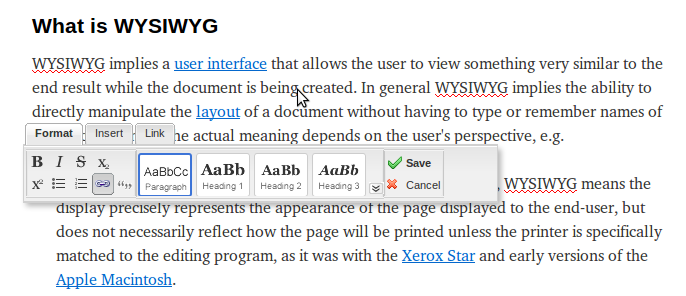 What is WYSIWYG
WYSIWYG implies a user interface that allows the user to view something very similar to the
end result while the document is being created. In general WYSIWYG implies the ability to
directly manipulate the layout of a document without having to type or remember names of
Format Insert Link
the actual meaning depends on the user's perspective, e.g.
B I S X₂
AaBbCc AaBb AaBb AaBb
Save
X² “„
Paragraph Heading 1 Heading 2 Heading 3
Cancel
, WYSIWYG means the
display precisely represents the appearance of the page displayed to the end-user, but
does not necessarily reflect how the page will be printed unless the printer is specifically
matched to the editing program, as it was with the Xerox Star and early versions of the
Apple Macintosh.